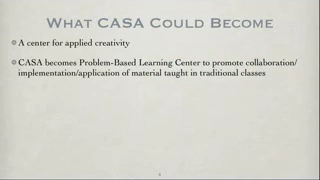 What CASA Could Become
A center for applied creativity
CASA becomes Problem-Based Learning Center to promote collaboration/
implementation/application of material taught in traditional classes